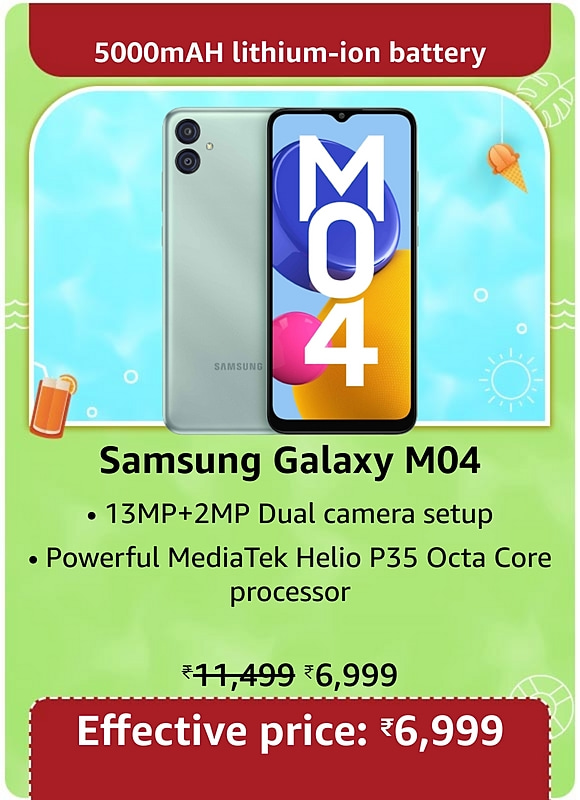 5000mAH lithium-ion battery
M
0
4
SAMSUNG
Samsung Galaxy M04
• 13MP+2MP Dual camera setup
• Powerful MediaTek Helio P35 Octa Core
processor
₹11,499 ₹6,999
Effective price: ₹6,999